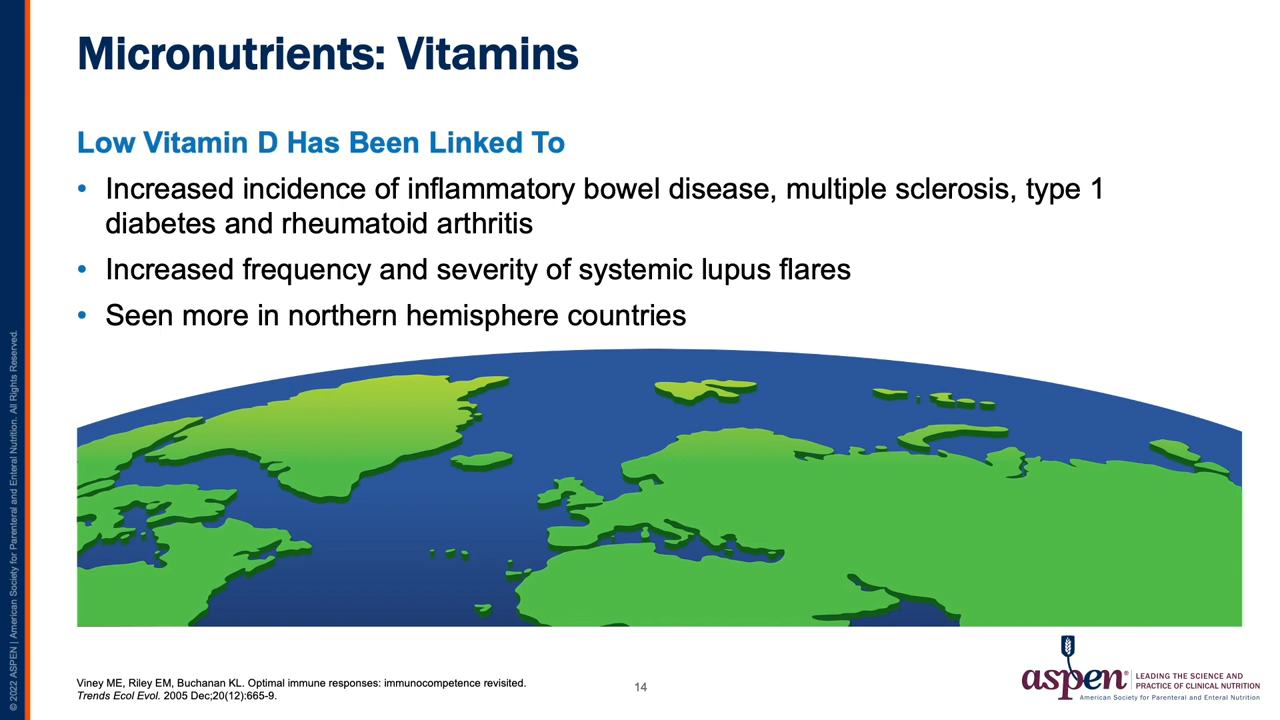 Micronutrients: Vitamins
Low Vitamin D Has Been Linked To
• Increased incidence of inflammatory bowel disease, multiple sclerosis, type 1
diabetes and rheumatoid arthritis
• Increased frequency and severity of systemic lupus flares
• Seen more in northern hemisphere countries
Viney ME, Riley EM, Buchanan KL. Optimal immune responses: immunocompetence revisited.
Trends Ecol Evol. 2005 Dec;20(12):665-9.
14
aspen® LEADING THE SCIENCE AND
PRACTICE OF CLINICAL NUTRITION
American Society for Parenteral and Enteral Nutrition
© 2022 ASPEN | American Society for Parenteral and Enteral Nutrition. All Rights Reserved.